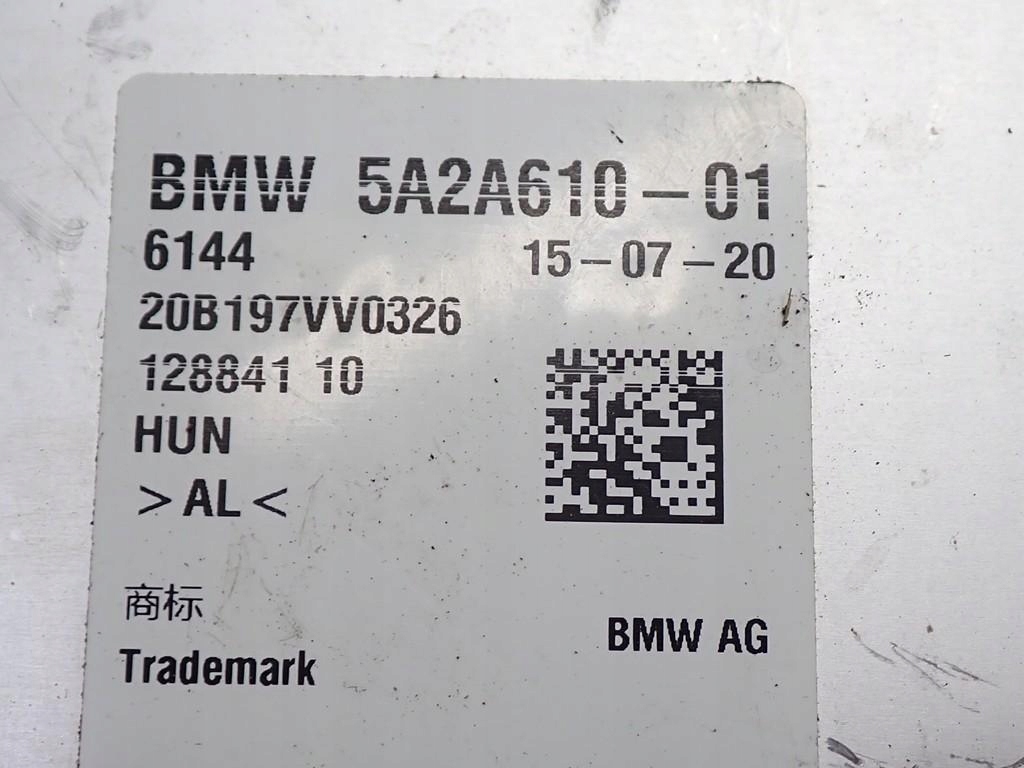 BMW 5A2A610-01
6144 15-07-20
20B197VV0326
128841 10
HUN
>AL<
商标
Trademark
BMW AG